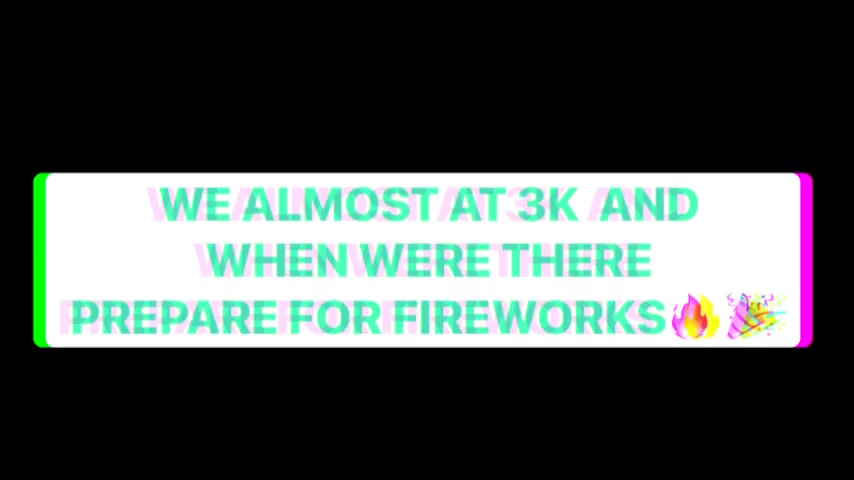 WE ALMOST AT 3K AND
WHEN WERE THERE
PREPARE FOR FIREWORKS🔥🎉